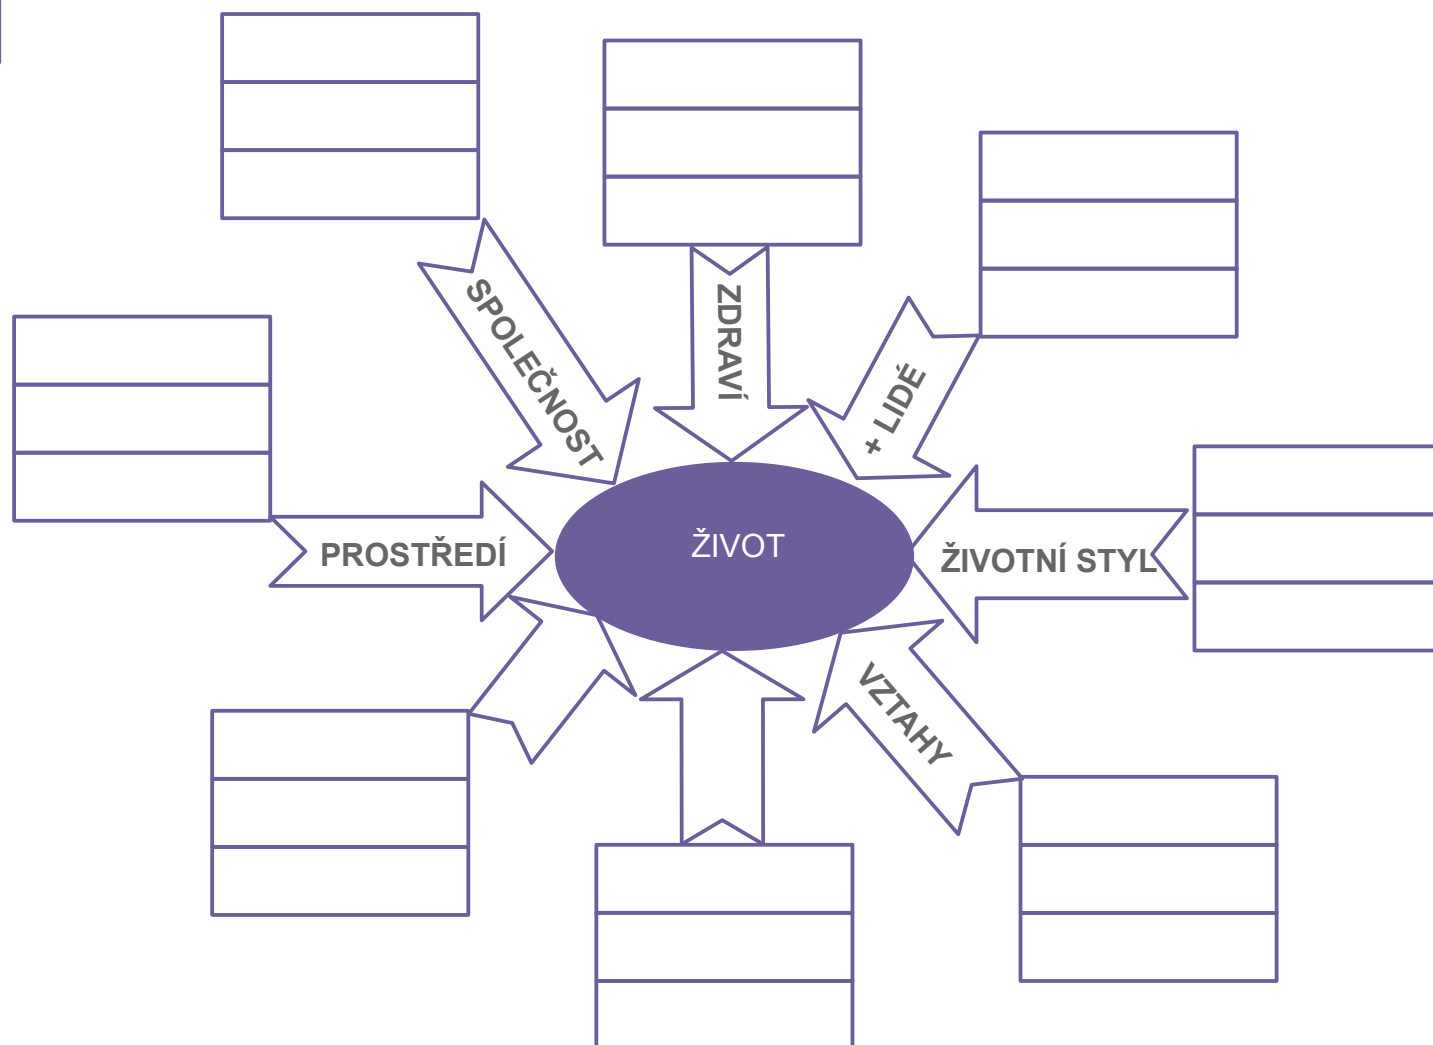 SPOLEČNOST
ZDRAVÍ
+ LIDÉ
PROSTŘEDÍ
ŽIVOT
ŽIVOTNÍ STYL
VZTAHY